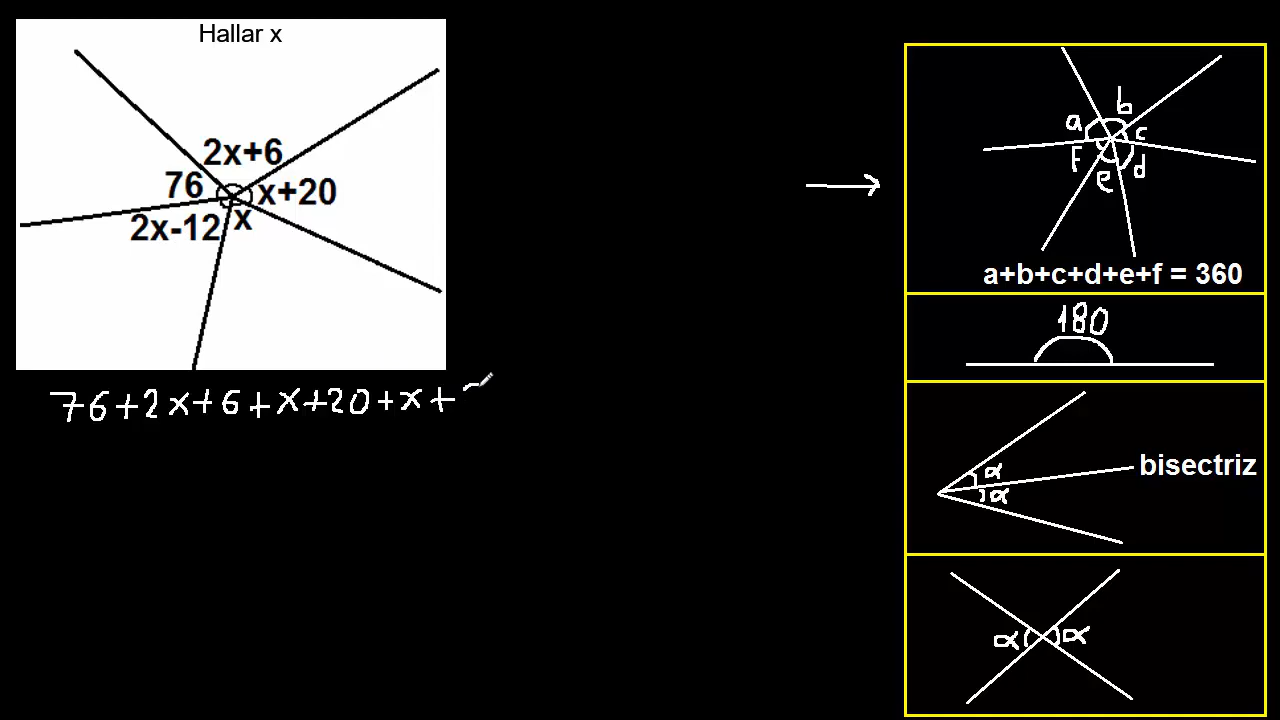 Hallar x
2x+6
76
x+20
2x-12
x
76+2x+6+x+20+x+
b
a
c
F
d
e
a+b+c+d+e+f = 360
180
α
bisectriz
α
α
α